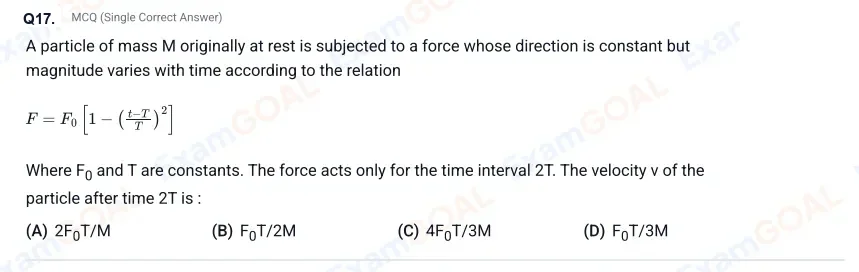 Q17. MCQ (Single Correct Answer)
A particle of mass M originally at rest is subjected to a force whose direction is constant but
magnitude varies with time according to the relation
F = F₀ [1 − ((t−T)/T)²]
Where F₀ and T are constants. The force acts only for the time interval 2T. The velocity v of the
particle after time 2T is :
(A) 2F₀T/M (B) F₀T/2M (C) 4F₀T/3M (D) F₀T/3M